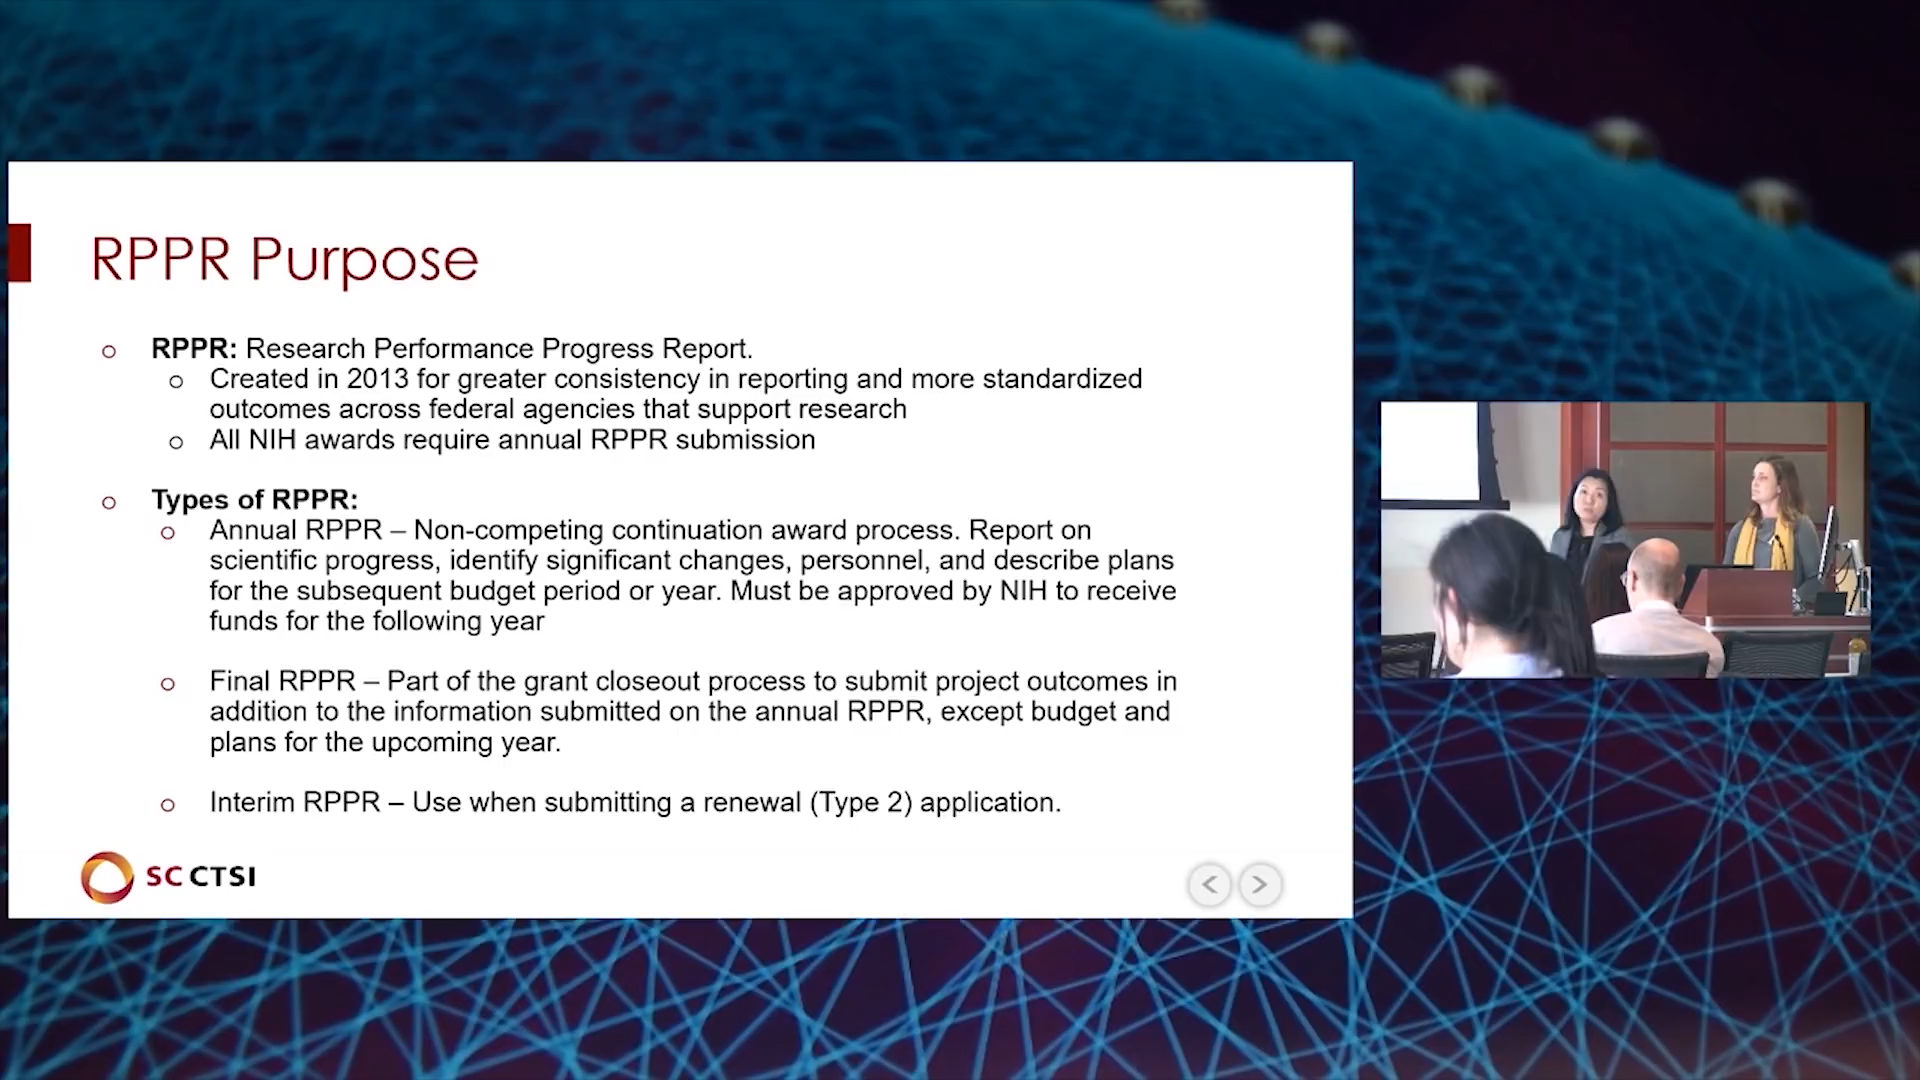 RPPR Purpose
RPPR: Research Performance Progress Report.
Created in 2013 for greater consistency in reporting and more standardized
outcomes across federal agencies that support research
All NIH awards require annual RPPR submission
Types of RPPR:
Annual RPPR – Non-competing continuation award process. Report on
scientific progress, identify significant changes, personnel, and describe plans
for the subsequent budget period or year. Must be approved by NIH to receive
funds for the following year
Final RPPR – Part of the grant closeout process to submit project outcomes in
addition to the information submitted on the annual RPPR, except budget and
plans for the upcoming year.
Interim RPPR – Use when submitting a renewal (Type 2) application.
SC CTSI